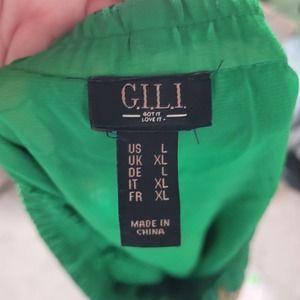 G.I.L.I.
GOT IT
LOVE IT
US L
UK XL
DE L
IT XL
FR XL
MADE IN
CHINA